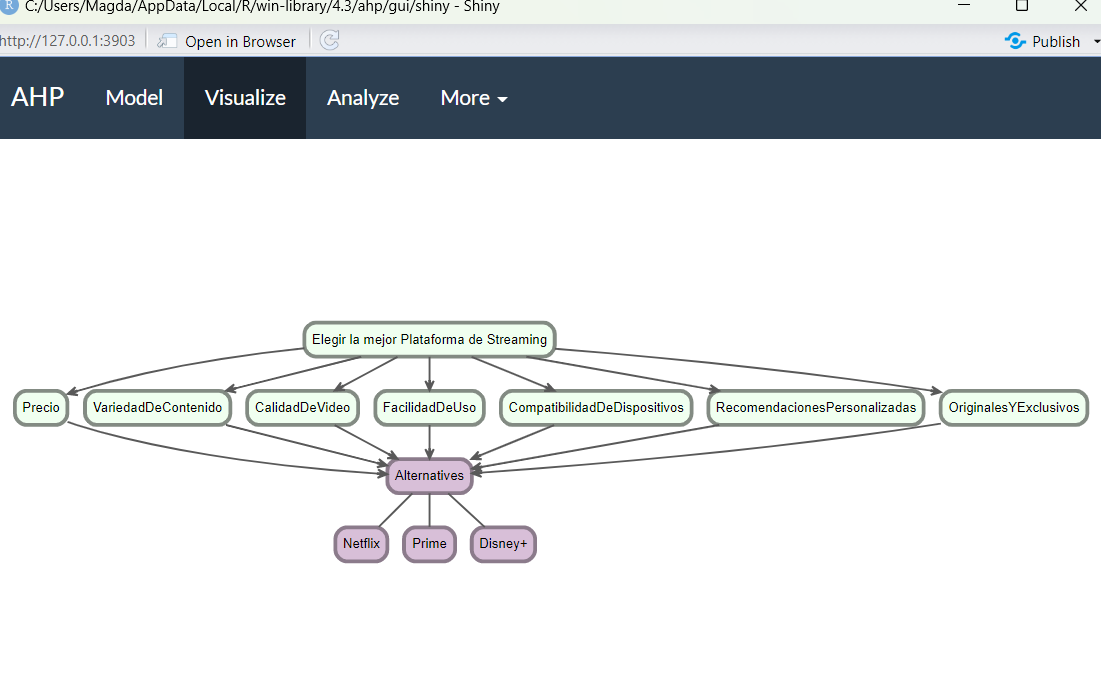 R C:/Users/Magda/AppData/Local/R/win-library/4.3/ahp/gui/shiny - Shiny
http://127.0.0.1:3903 Open in Browser Publish
AHP Model Visualize Analyze More
Elegir la mejor Plataforma de Streaming
Precio VariedadDeContenido CalidadDeVideo FacilidadDeUso CompatibilidadDeDispositivos RecomendacionesPersonalizadas OriginalesYExclusivos
Alternatives
Netflix Prime Disney+